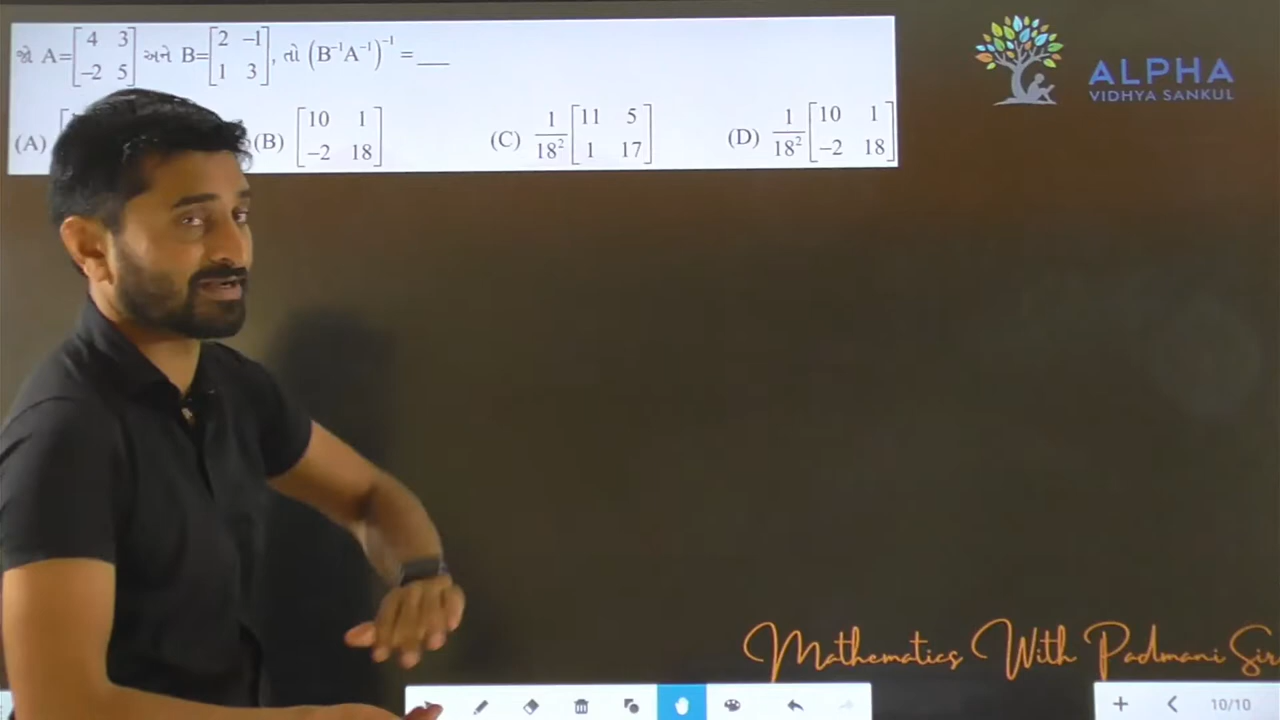 જો A=[4 3 -2 5] અને B=[2 -1 1 3], તો (B⁻¹A⁻¹)⁻¹ = ___
(A)
(B) [10 1 -2 18]
(C) 1/18² [11 5 1 17]
(D) 1/18² [10 1 -2 18]
ALPHA
VIDHYA SANKUL
Mathematics With Padmani Sir
10/10